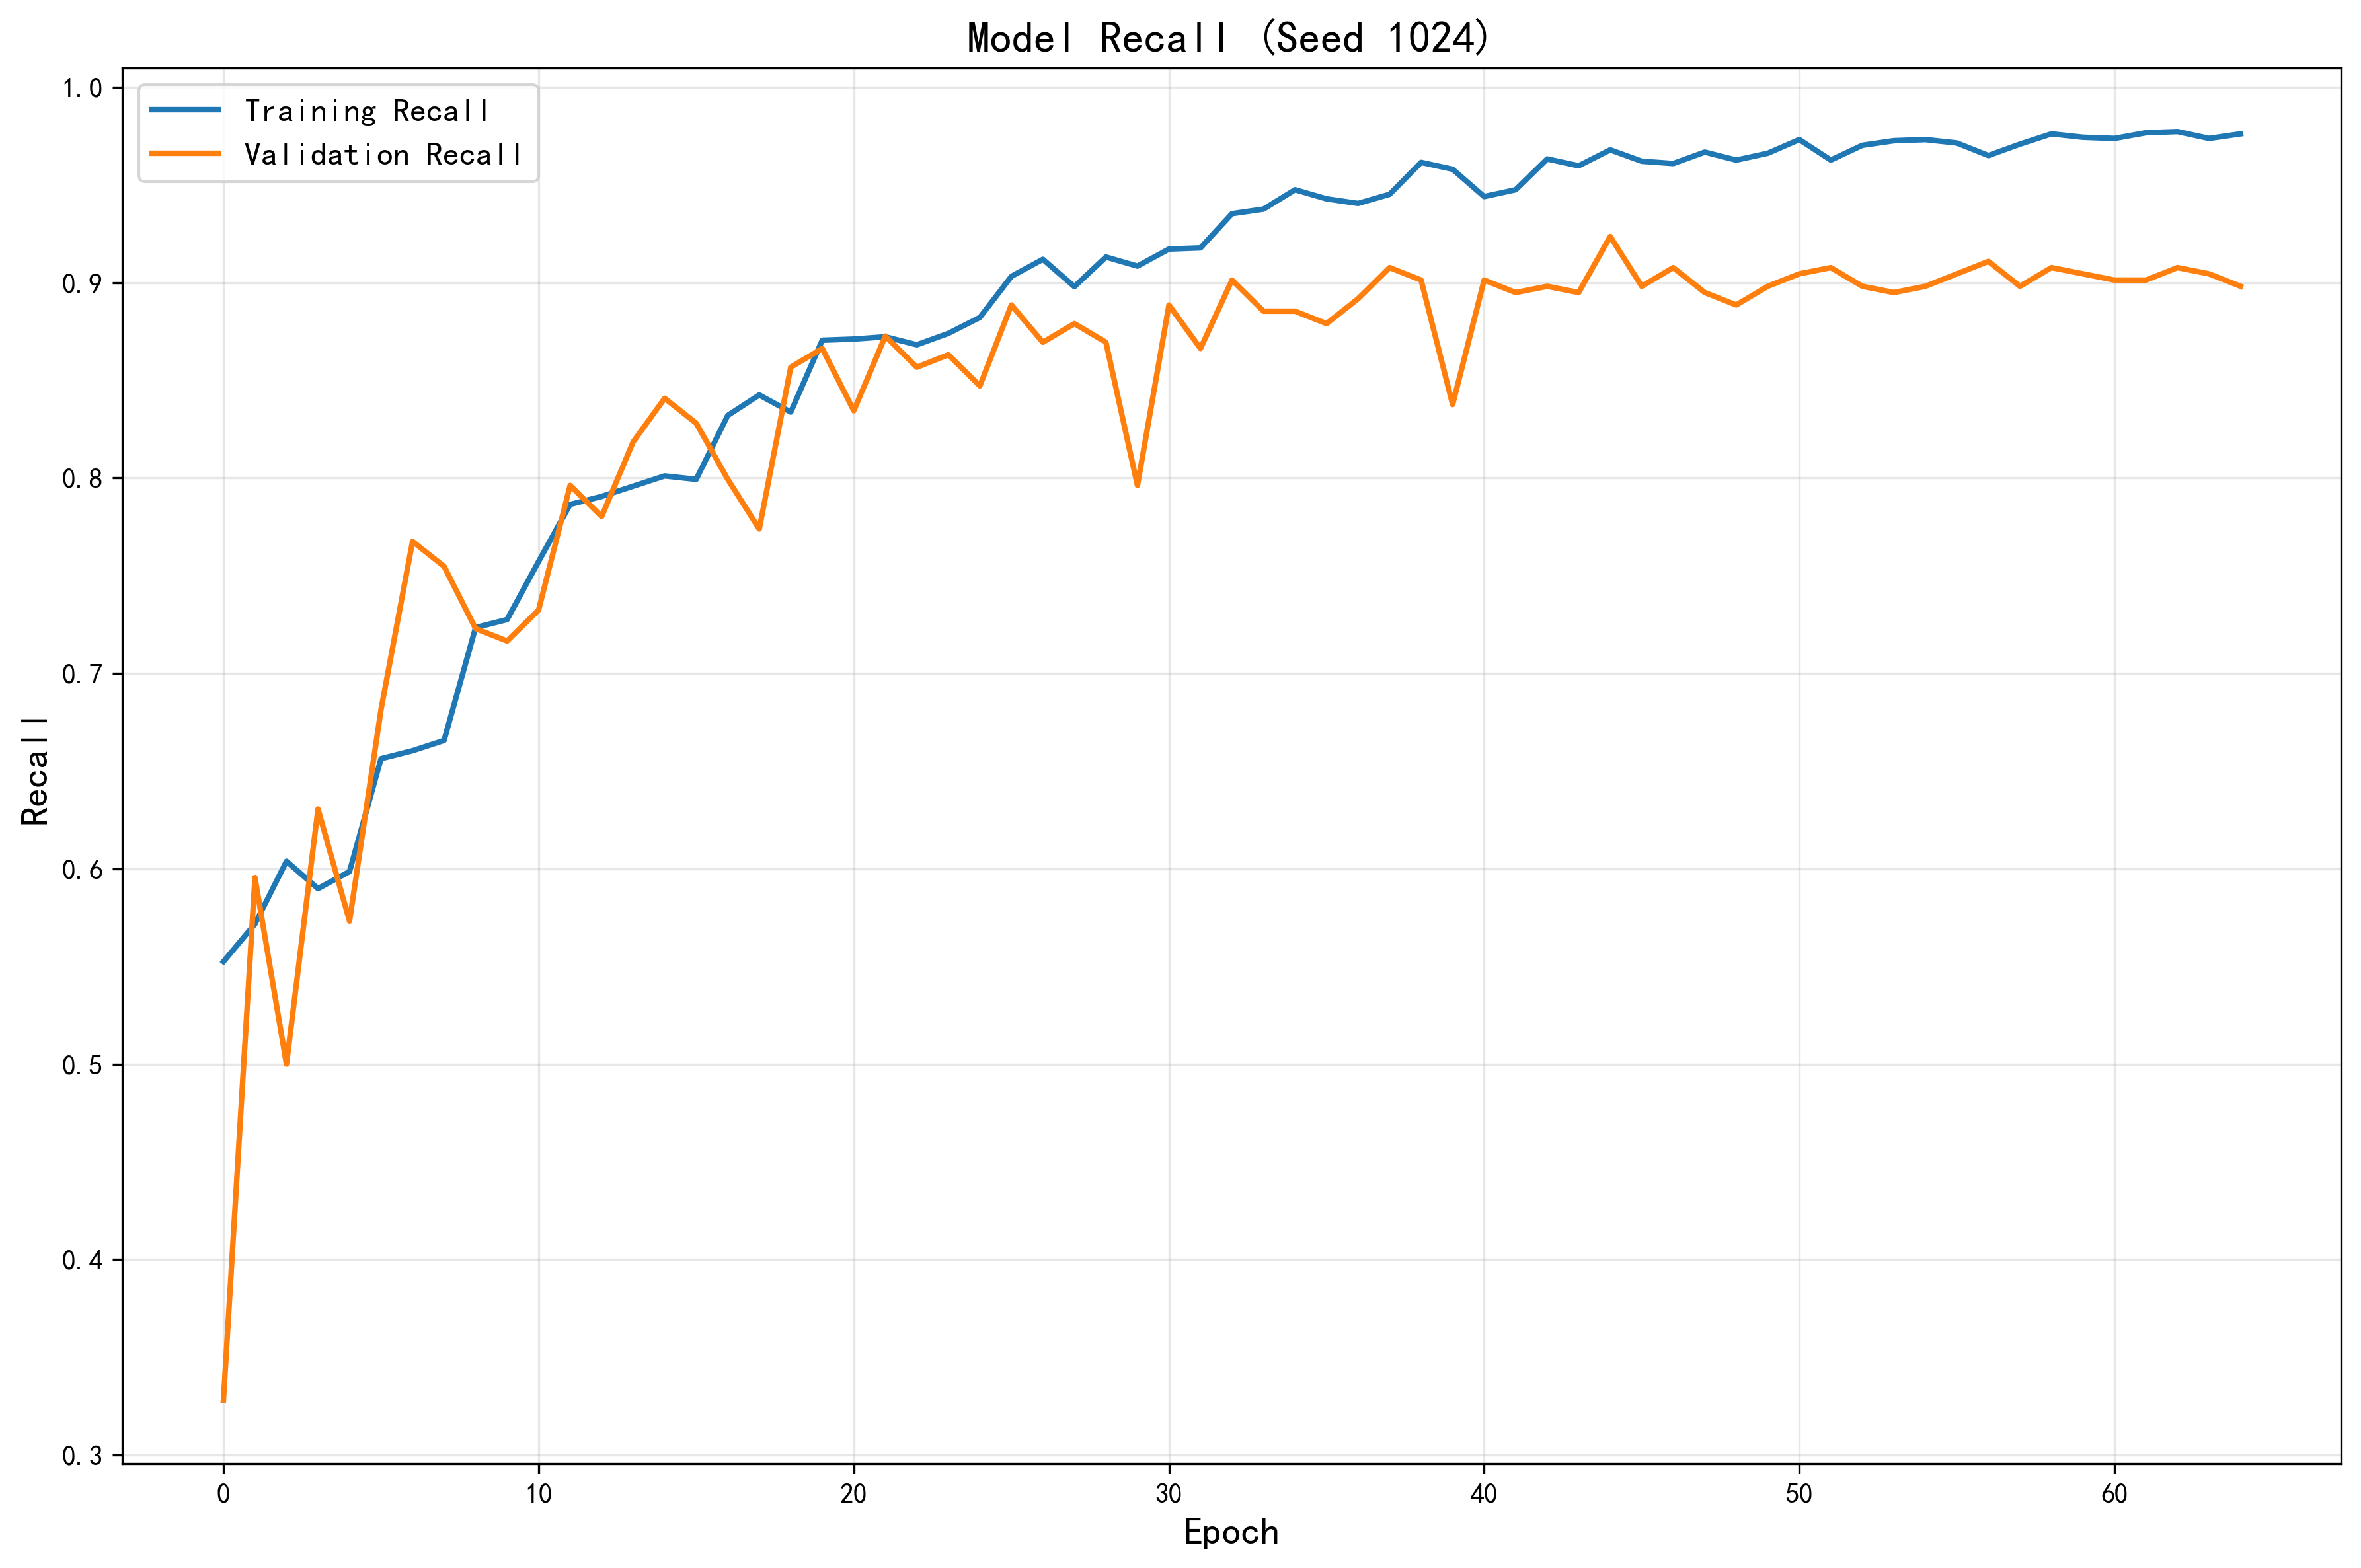 Model Recall (Seed 1024)
Training Recall
Validation Recall
1.0
0.9
0.8
0.7
0.6
0.5
0.4
0.3
Recall
0 10 20 30 40 50 60
Epoch